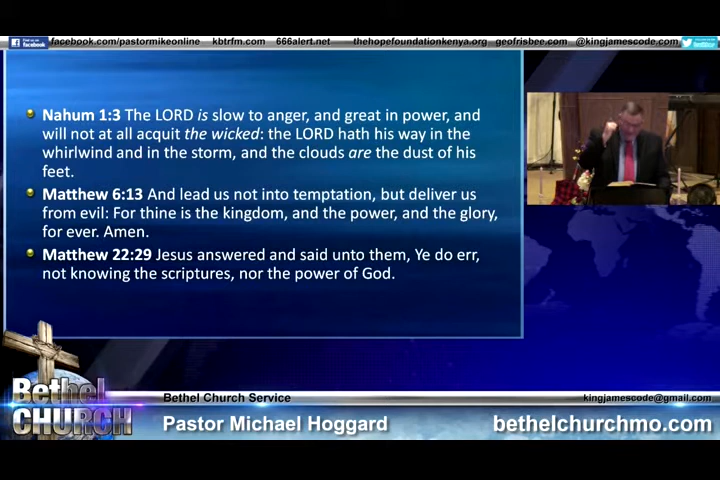 Find us on facebook
facebook.com/pastormikeonline kbtrfm.com 666alert.net thehopefoundationkenya.org geofrisbee.com @kingjamescode.com
Nahum 1:3 The LORD is slow to anger, and great in power, and
will not at all acquit the wicked: the LORD hath his way in the
whirlwind and in the storm, and the clouds are the dust of his
feet.
Matthew 6:13 And lead us not into temptation, but deliver us
from evil: For thine is the kingdom, and the power, and the glory,
for ever. Amen.
Matthew 22:29 Jesus answered and said unto them, Ye do err,
not knowing the scriptures, nor the power of God.
Bethel
CHURCH
Bethel Church Service kingjamescode@gmail.com
Pastor Michael Hoggard bethelchurchmo.com